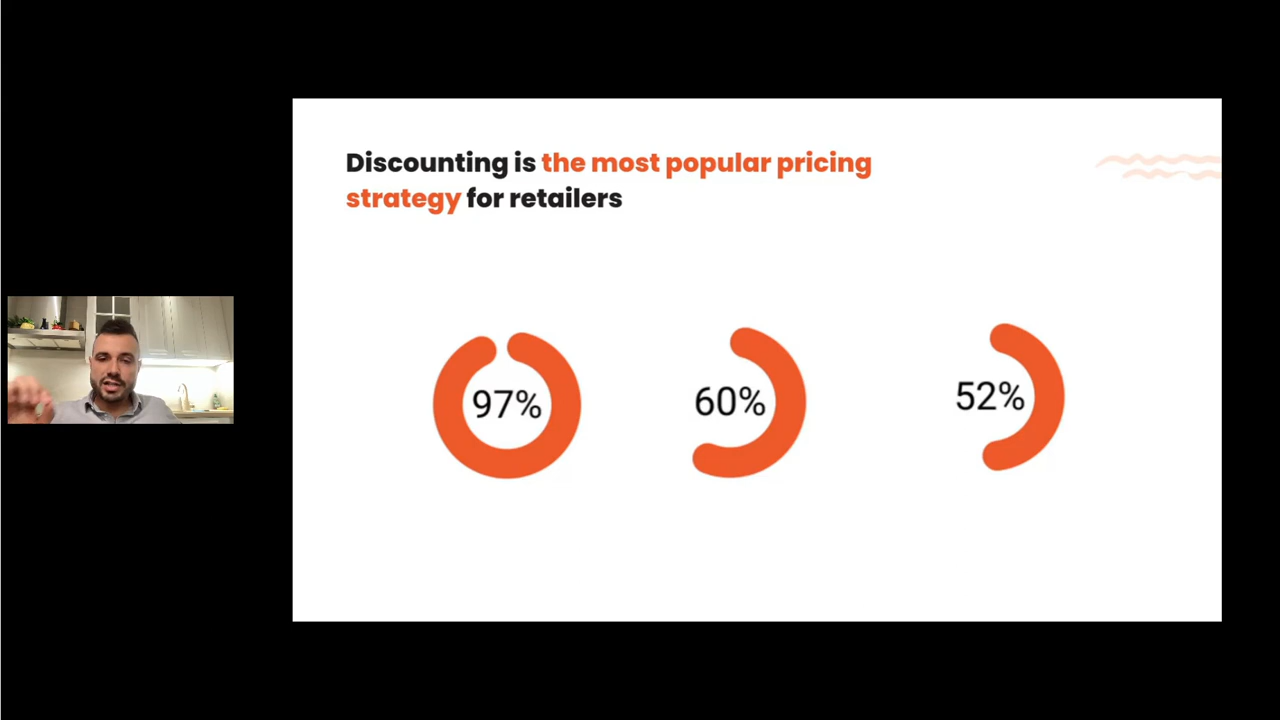 Discounting is the most popular pricing
strategy for retailers
97%
60%
52%